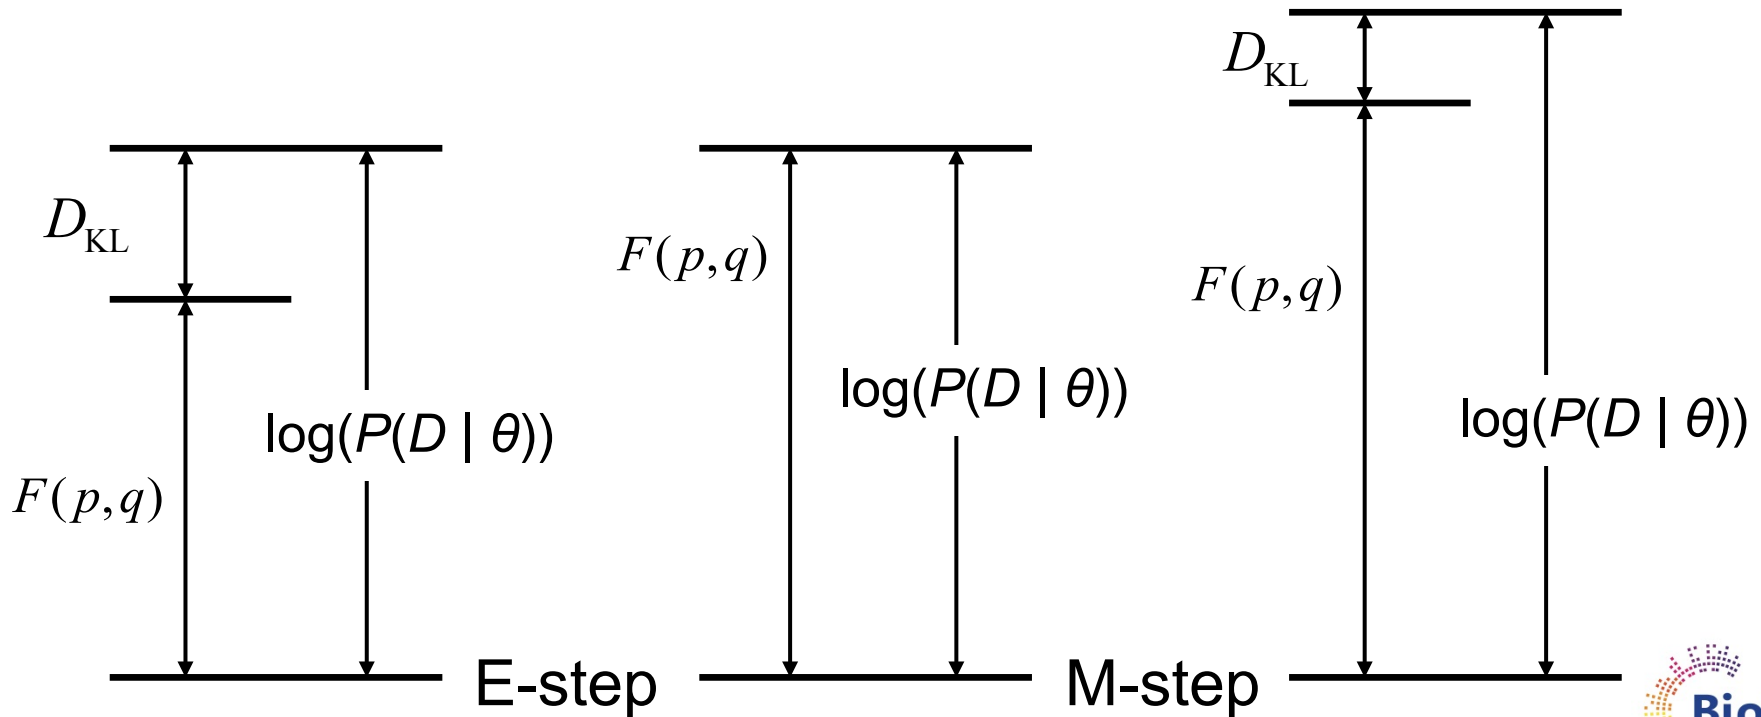 D_KL
F(p,q)
log(P(D | θ))
E-step
F(p,q)
log(P(D | θ))
M-step
D_KL
F(p,q)
log(P(D | θ))